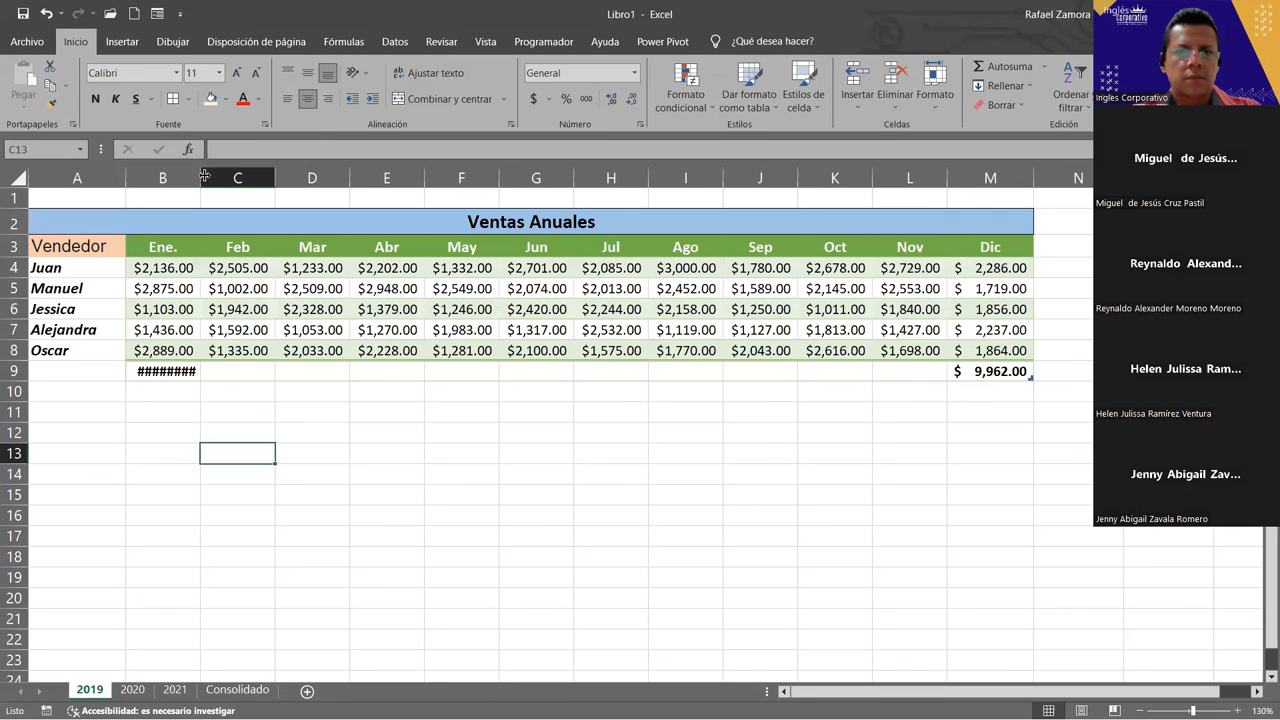 Libro1 - Excel
Rafael Zamora
Archivo Inicio Insertar Dibujar Disposición de página Fórmulas Datos Revisar Vista Programador Ayuda Power Pivot ¿Qué desea hacer?
Pegar
Calibri 11
N K S
Ajustar texto
Combinar y centrar
General
$ % 000
Formato condicional
Dar formato como tabla
Estilos de celda
Insertar Eliminar Formato
Autosuma
Rellenar
Borrar
Ordenar filtrar
Portapapeles Fuente Alineación Número Estilos Celdas Edición
C13 fx
A B C D E F G H I J K L M N
1
2 Ventas Anuales
3 Vendedor Ene. Feb Mar Abr May Jun Jul Ago Sep Oct Nov Dic
4 Juan $2,136.00 $2,505.00 $1,233.00 $2,202.00 $1,332.00 $2,701.00 $2,085.00 $3,000.00 $1,780.00 $2,678.00 $2,729.00 $ 2,286.00
5 Manuel $2,875.00 $1,002.00 $2,509.00 $2,948.00 $2,549.00 $2,074.00 $2,013.00 $2,452.00 $1,589.00 $2,145.00 $2,553.00 $ 1,719.00
6 Jessica $1,103.00 $1,942.00 $2,328.00 $1,379.00 $1,246.00 $2,420.00 $2,244.00 $2,158.00 $1,250.00 $1,011.00 $1,840.00 $ 1,856.00
7 Alejandra $1,436.00 $1,592.00 $1,053.00 $1,270.00 $1,983.00 $1,317.00 $2,532.00 $1,119.00 $1,127.00 $1,813.00 $1,427.00 $ 2,237.00
8 Oscar $2,889.00 $1,335.00 $2,033.00 $2,228.00 $1,281.00 $2,100.00 $1,575.00 $1,770.00 $2,043.00 $2,616.00 $1,698.00 $ 1,864.00
9 ######## $ 9,962.00
10
11
12
13
14
15
16
17
18
19
20
21
22
23
24
2019 2020 2021 Consolidado
Listo Accesibilidad: es necesario investigar
130%
Inglés Corporativo
Ingles Corporativo
Miguel de Jesús...
Miguel de Jesús Cruz Pastil
Reynaldo Alexand...
Reynaldo Alexander Moreno Moreno
Helen Julissa Ram...
Helen Julissa Ramírez Ventura
Jenny Abigail Zav...
Jenny Abigail Zavala Romero